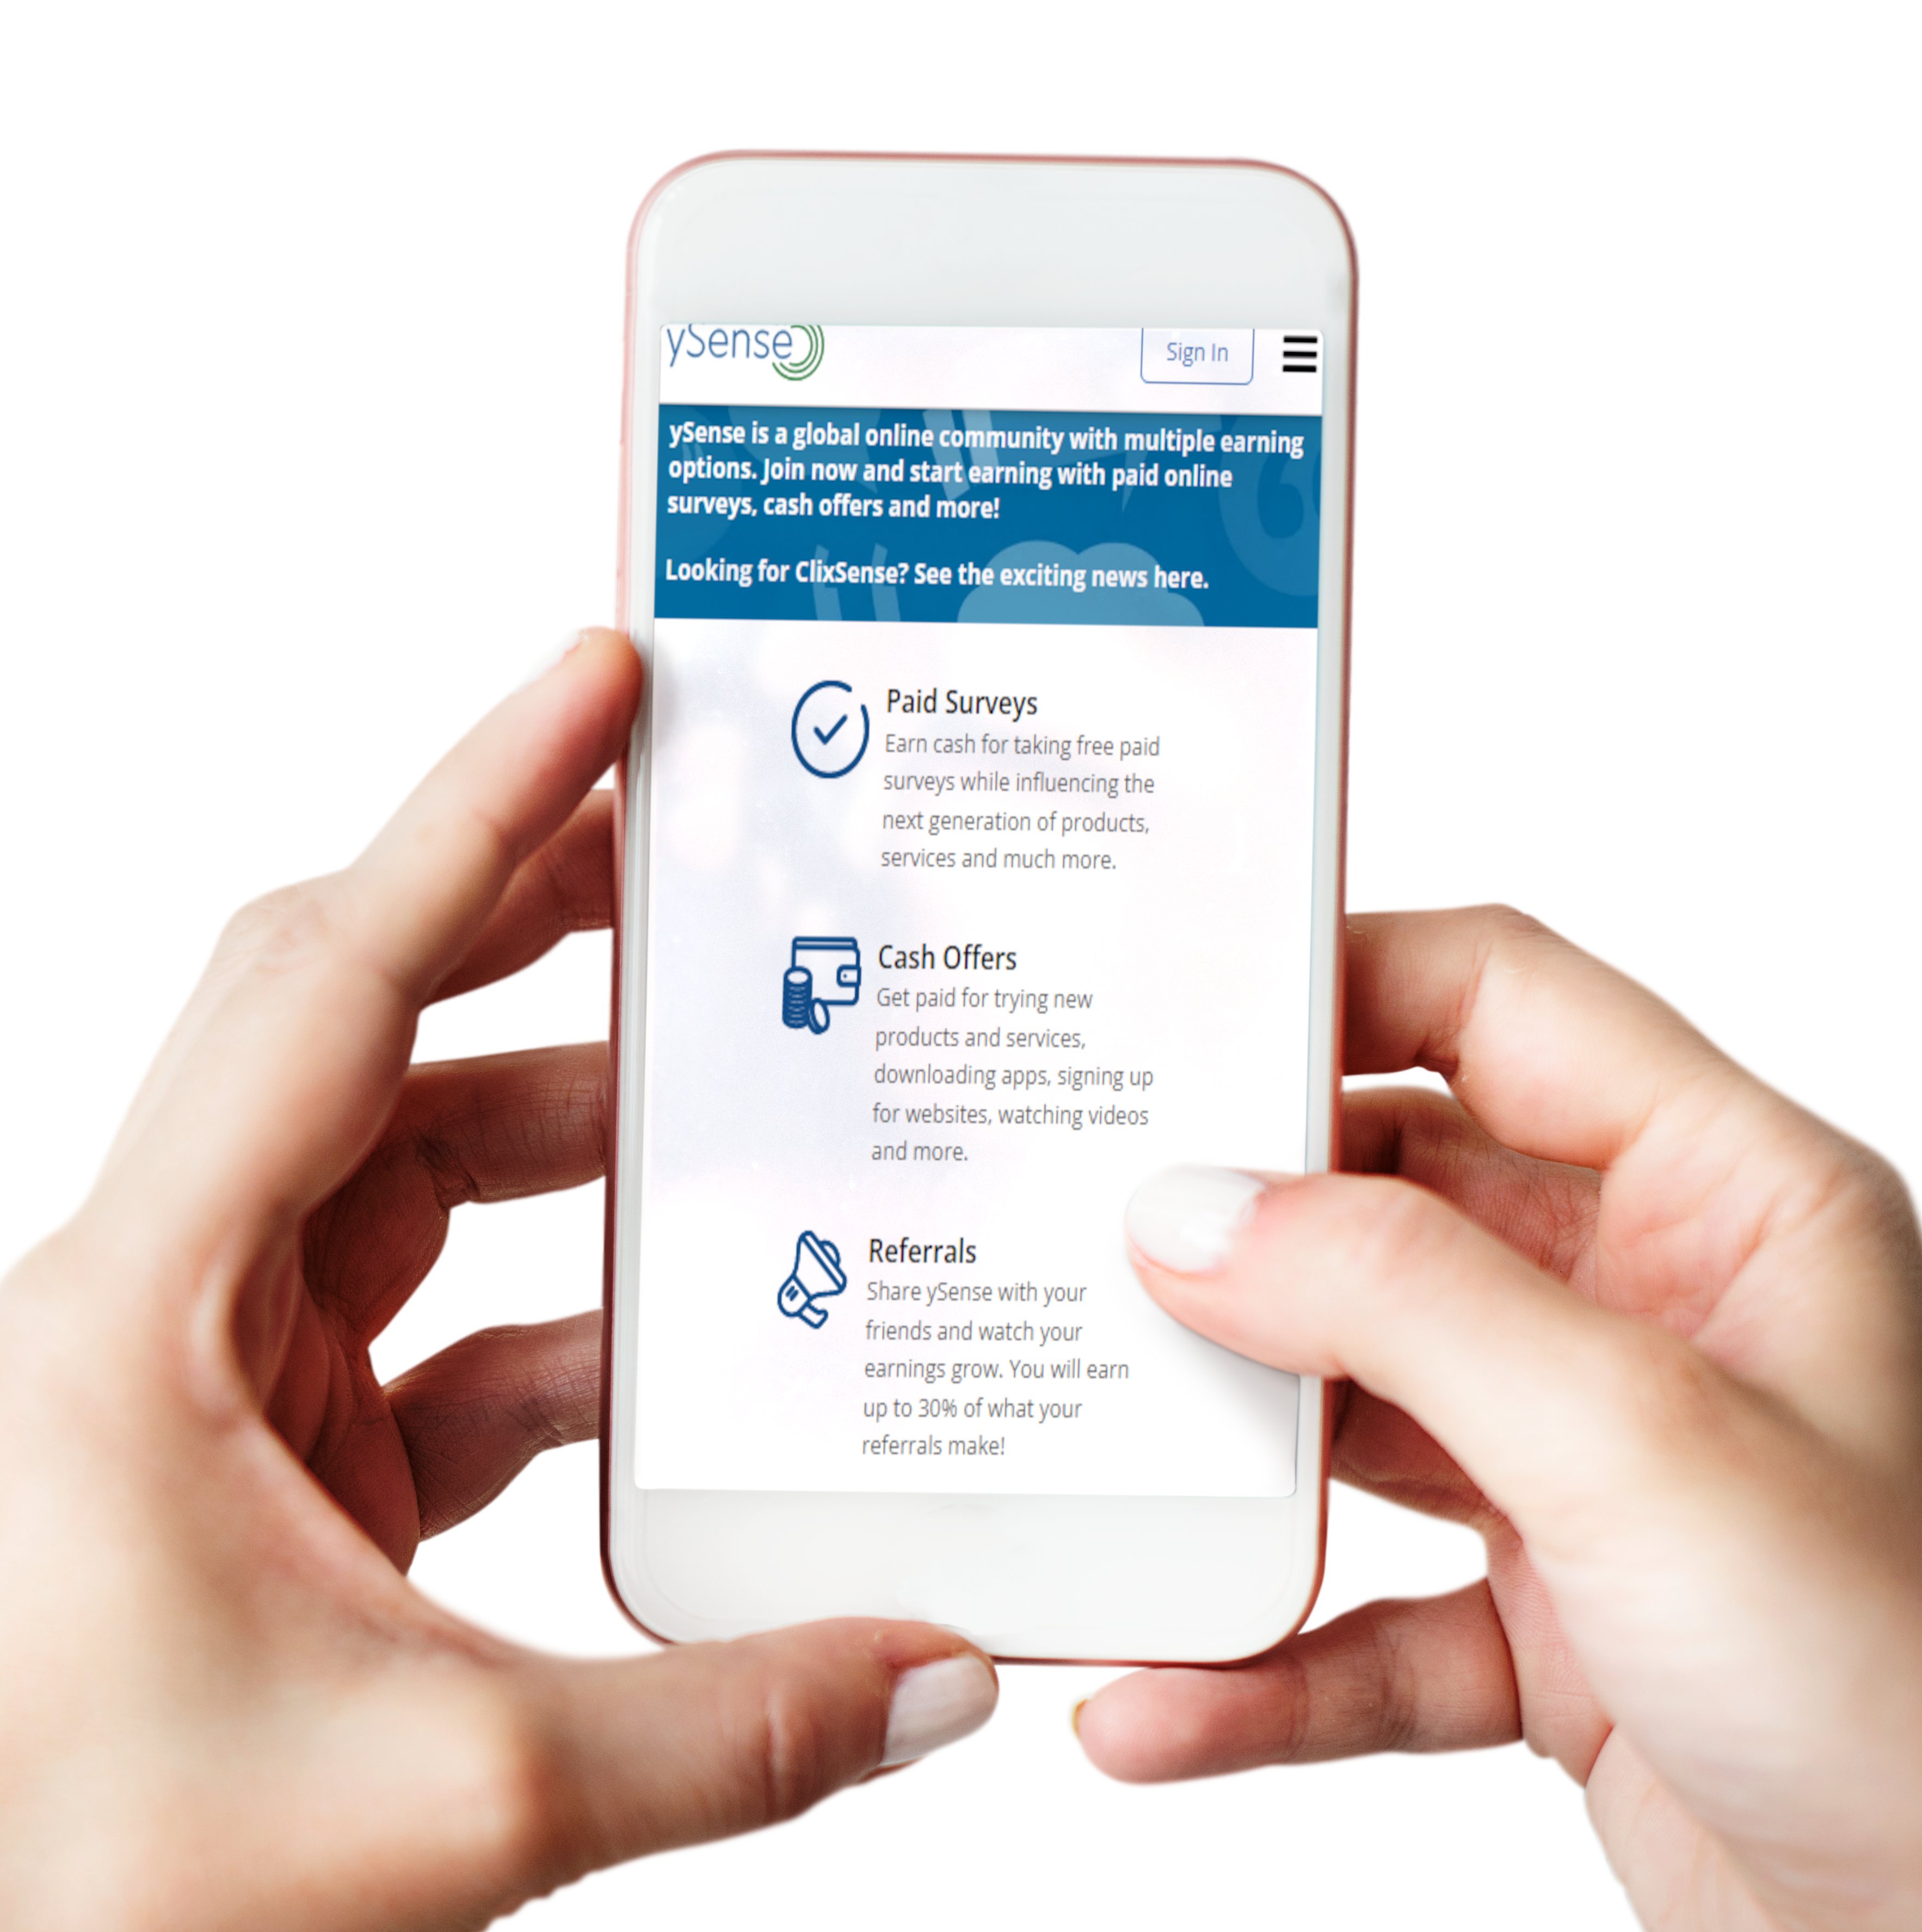 ySense
Sign In
ySense is a global online community with multiple earning
options. Join now and start earning with paid online
surveys, cash offers and more!
Looking for ClixSense? See the exciting news here.
Paid Surveys
Earn cash for taking free paid
surveys while influencing the
next generation of products,
services and much more.
Cash Offers
Get paid for trying new
products and services,
downloading apps, signing up
for websites, watching videos
and more.
Referrals
Share ySense with your
friends and watch your
earnings grow. You will earn
up to 30% of what your
referrals make!